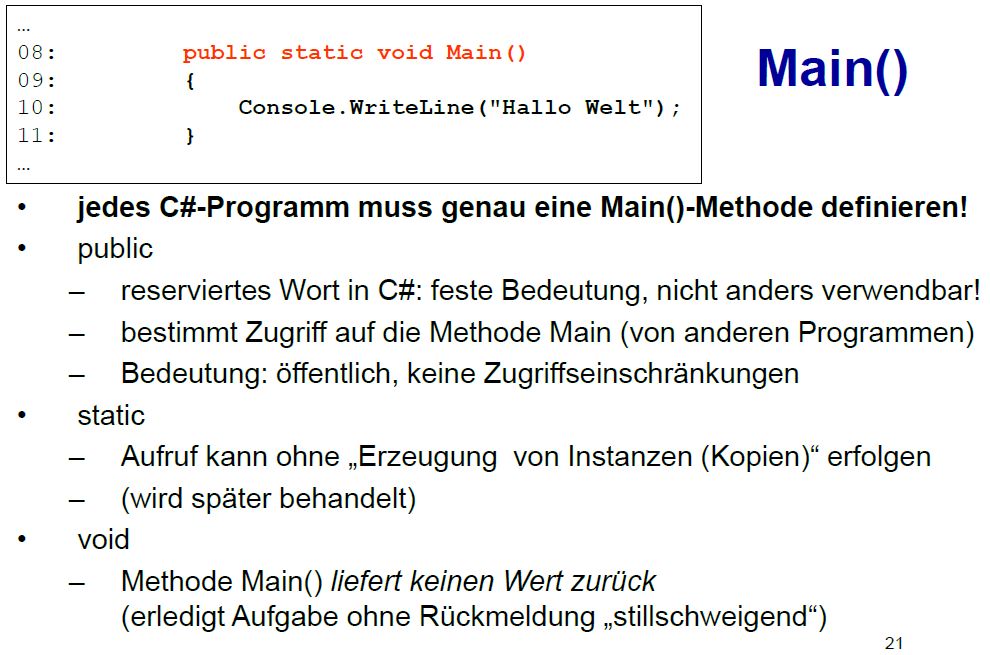 …
08:         public static void Main()
09:         {
10:             Console.WriteLine("Hallo Welt");
11:         }
…
Main()
• jedes C#-Programm muss genau eine Main()-Methode definieren!
• public
– reserviertes Wort in C#: feste Bedeutung, nicht anders verwendbar!
– bestimmt Zugriff auf die Methode Main (von anderen Programmen)
– Bedeutung: öffentlich, keine Zugriffseinschränkungen
• static
– Aufruf kann ohne „Erzeugung von Instanzen (Kopien)“ erfolgen
– (wird später behandelt)
• void
– Methode Main() liefert keinen Wert zurück
(erledigt Aufgabe ohne Rückmeldung „stillschweigend“)
21